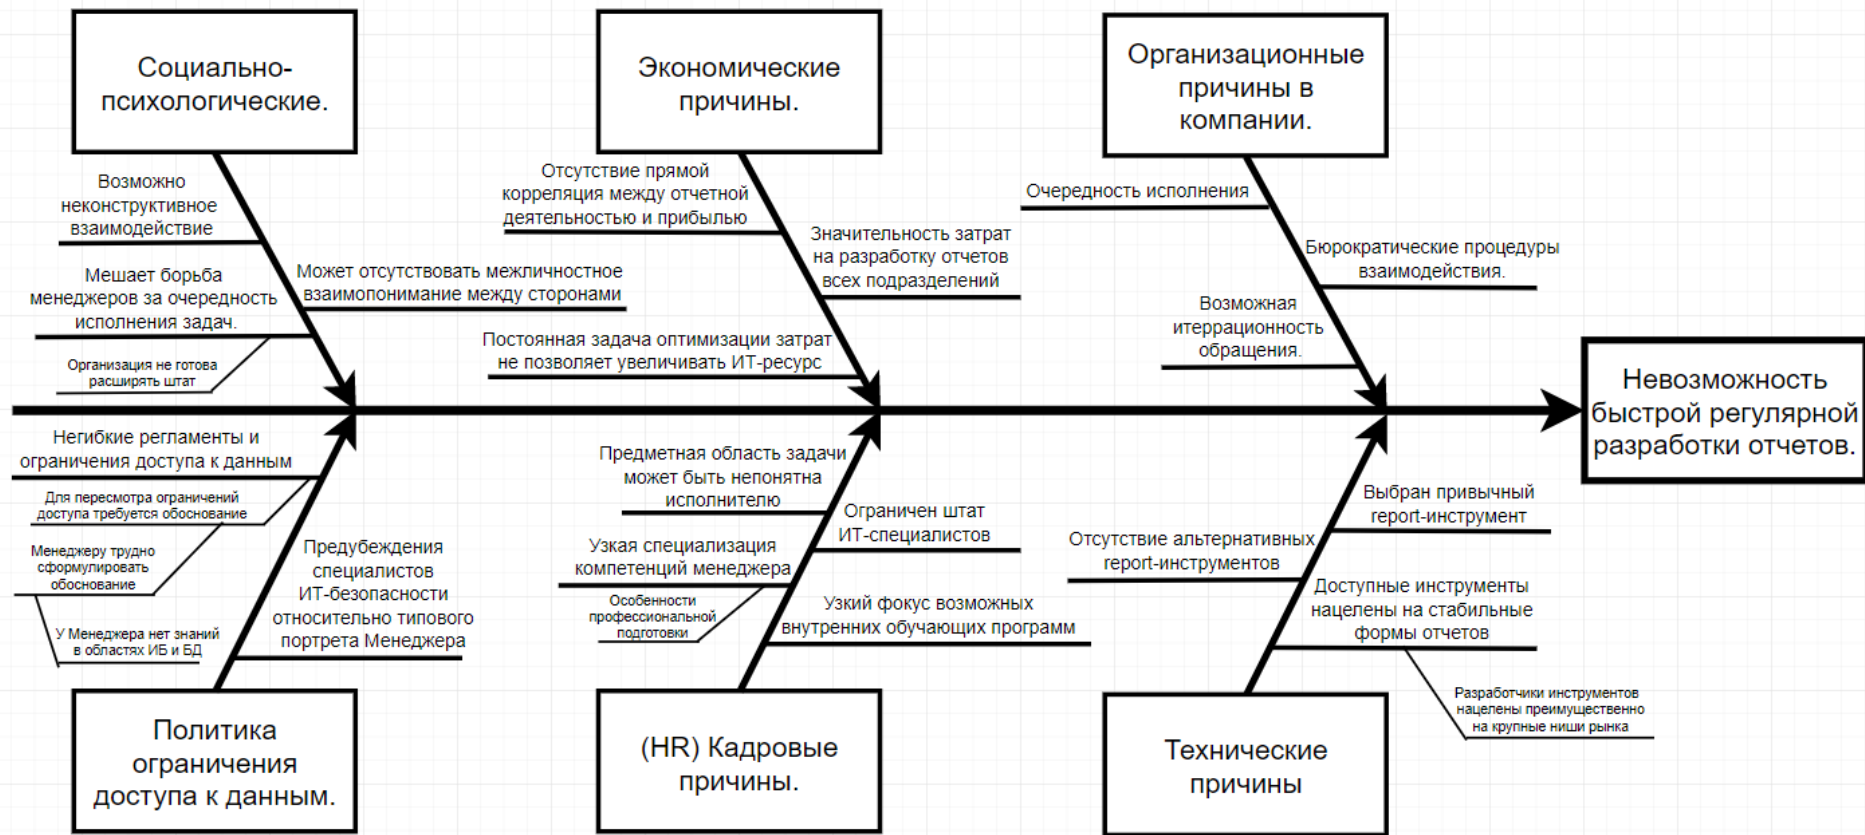 Социально-
психологические.
Экономические
причины.
Организационные
причины в
компании.
Возможно
неконструктивное
взаимодействие
Мешает борьба
менеджеров за очередность
исполнения задач.
Организация не готова
расширять штат
Может отсутствовать межличностное
взаимопонимание между сторонами
Отсутствие прямой
корреляция между отчетной
деятельностью и прибылью
Значительность затрат
на разработку отчетов
всех подразделений
Постоянная задача оптимизации затрат
не позволяет увеличивать ИТ-ресурс
Очередность исполнения
Бюрократические процедуры
взаимодействия.
Возможная
итеррационность
обращения.
Невозможность
быстрой регулярной
разработки отчетов.
Негибкие регламенты и
ограничения доступа к данным
Для пересмотра ограничений
доступа требуется обоснование
Менеджеру трудно
сформулировать
обоснование
У Менеджера нет знаний
в областях ИБ и БД
Предубеждения
специалистов
ИТ-безопасности
относительно типового
портрета Менеджера
Предметная область задачи
может быть непонятна
исполнителю
Ограничен штат
ИТ-специалистов
Узкая специализация
компетенций менеджера
Особенности
профессиональной
подготовки
Узкий фокус возможных
внутренних обучающих программ
Выбран привычный
report-инструмент
Отсутствие альтернативных
report-инструментов
Доступные инструменты
нацелены на стабильные
формы отчетов
Разработчики инструментов
нацелены преимущественно
на крупные ниши рынка
Политика
ограничения
доступа к данным.
(HR) Кадровые
причины.
Технические
причины